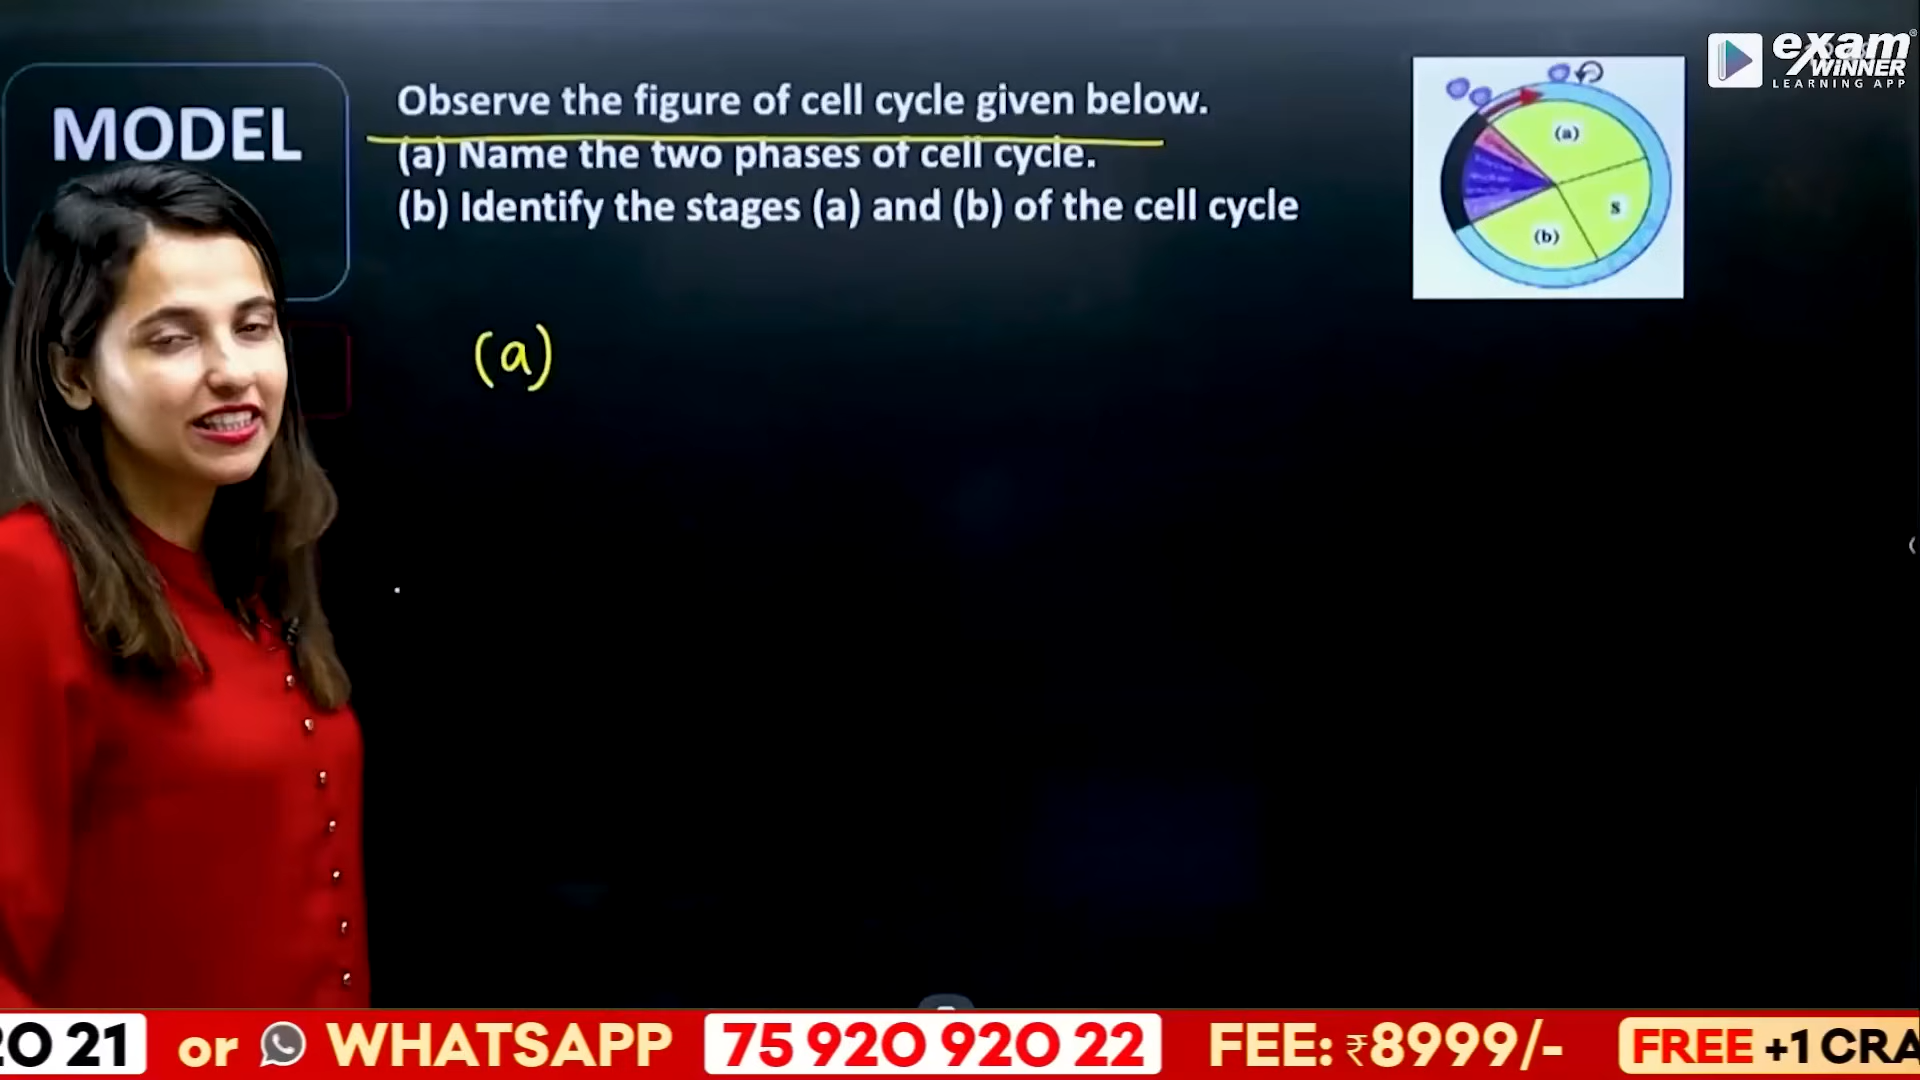 exam
WINNER
LEARNING APP
MODEL
Observe the figure of cell cycle given below.
(a) Name the two phases of cell cycle.
(b) Identify the stages (a) and (b) of the cell cycle
(a)
S
(b)
(a)
20 21 or WHATSAPP 75 920 920 22 FEE: ₹8999/- FREE +1 CRA